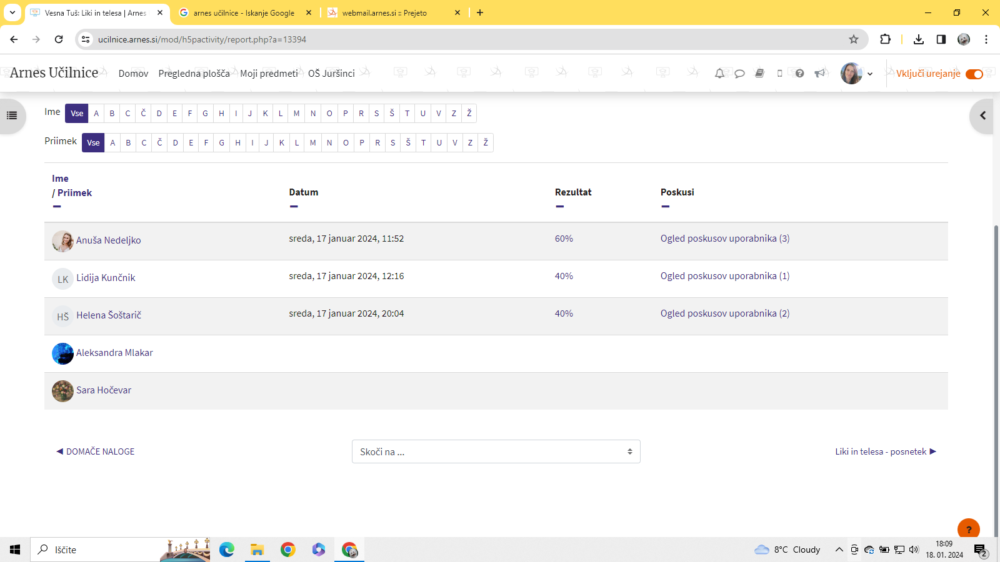 Vesna Tuš: Liki in telesa | Arnes
arnes učilnice - Iskanje Google
webmail.arnes.si :: Prejeto
ucilnice.arnes.si/mod/h5pactivity/report.php?a=13394
Arnes Učilnice Domov Pregledna plošča Moji predmeti OŠ Juršinci Vključi urejanje
Ime Vse A B C Č D E F G H I J K L M N O P R S Š T U V Z Ž
Priimek Vse A B C Č D E F G H I J K L M N O P R S Š T U V Z Ž
Ime
/ Priimek Datum Rezultat Poskusi
Anuša Nedeljko sreda, 17 januar 2024, 11:52 60% Ogled poskusov uporabnika (3)
LK Lidija Kunčnik sreda, 17 januar 2024, 12:16 40% Ogled poskusov uporabnika (1)
HŠ Helena Šoštarič sreda, 17 januar 2024, 20:04 40% Ogled poskusov uporabnika (2)
Aleksandra Mlakar
Sara Hočevar
◀ DOMAČE NALOGE Skoči na ... Liki in telesa - posnetek ▶
?
Iščite 8°C Cloudy 18:09
18. 01. 2024 2